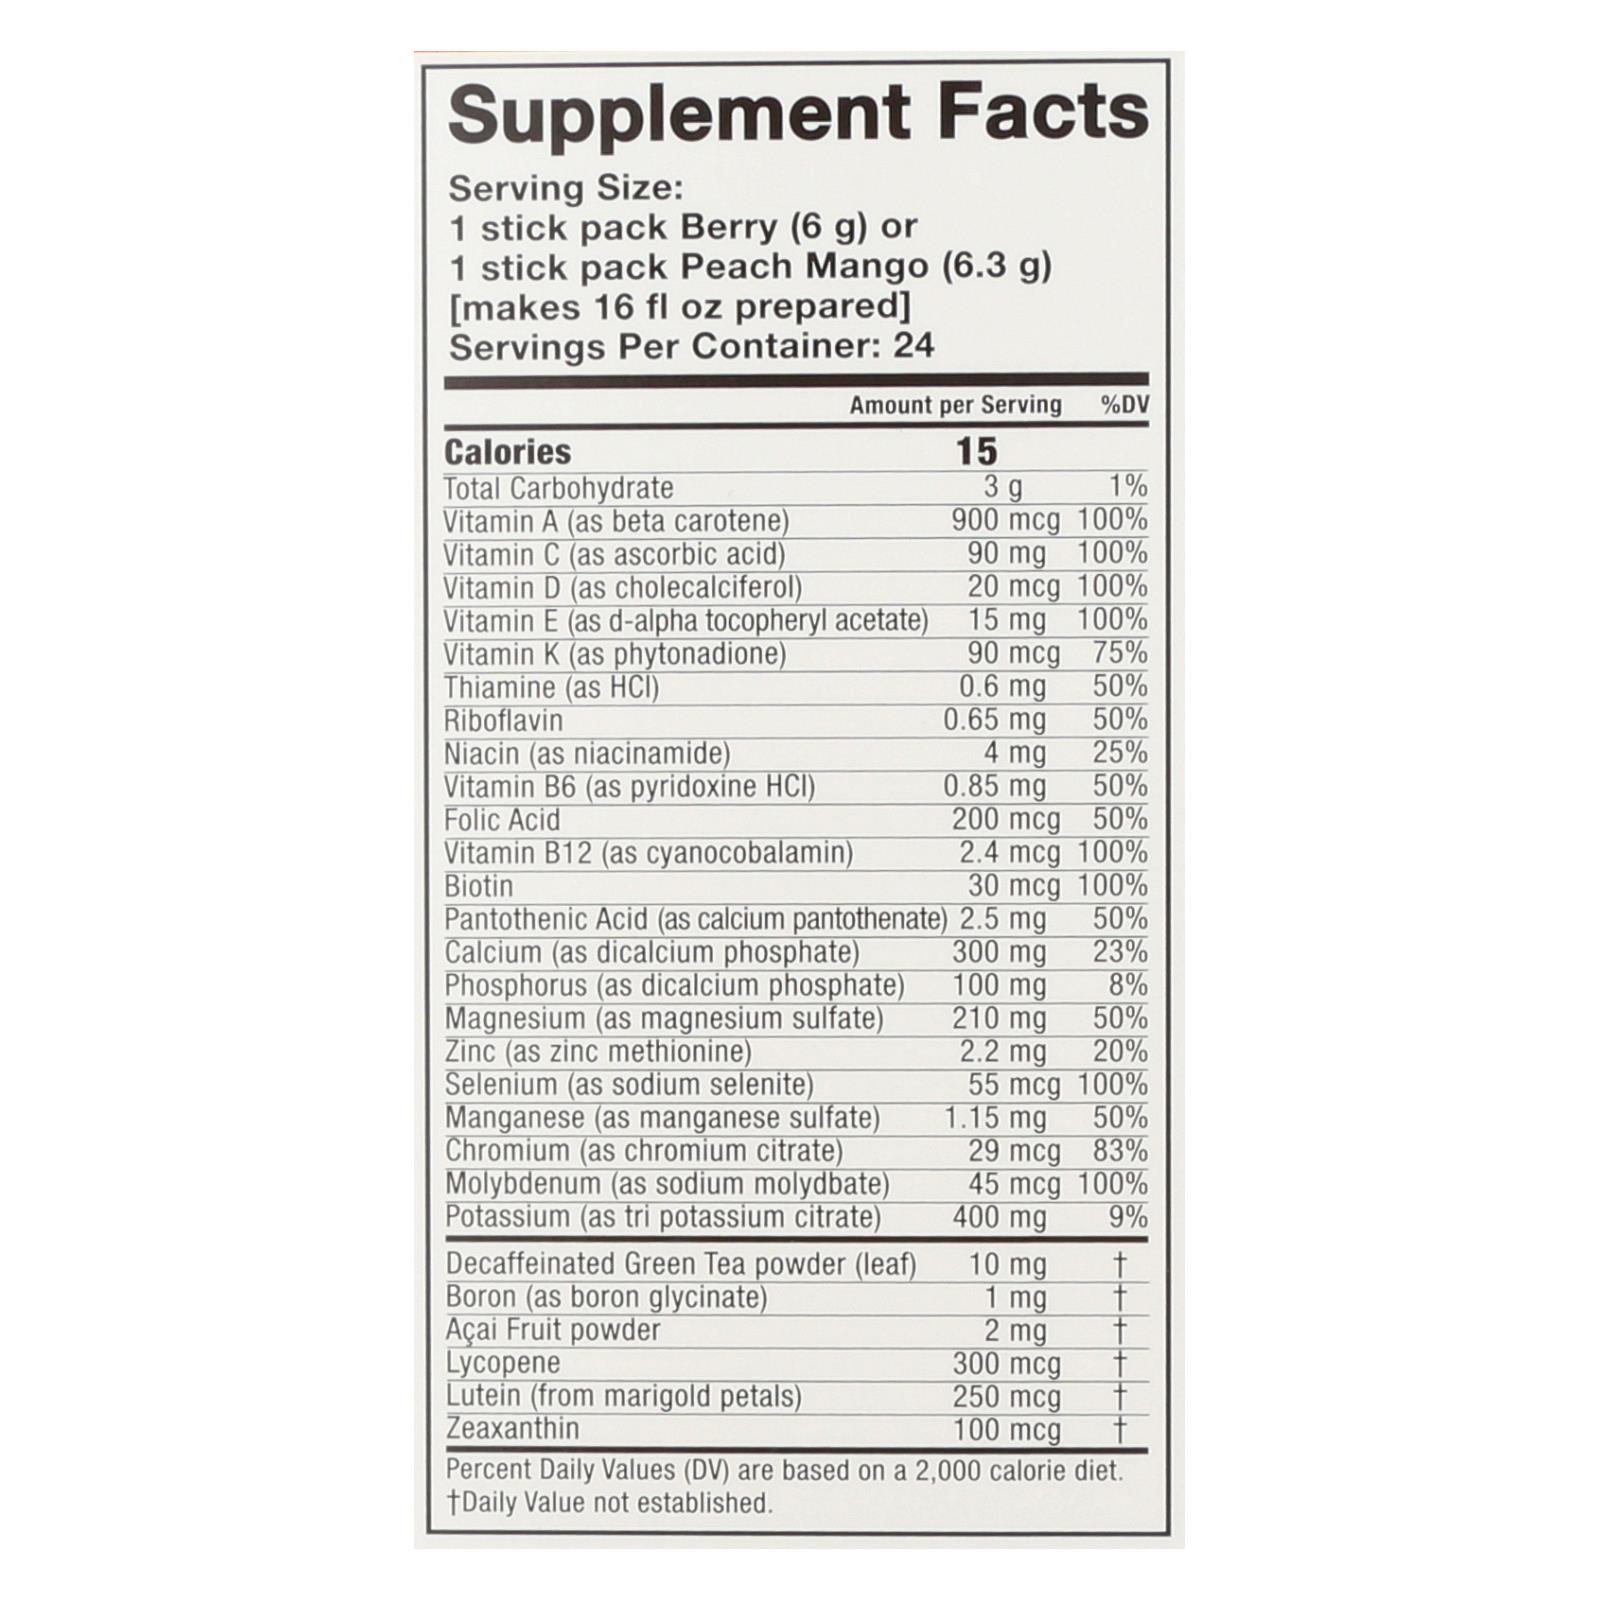 Supplement Facts
Serving Size:
1 stick pack Berry (6 g) or
1 stick pack Peach Mango (6.3 g)
[makes 16 fl oz prepared]
Servings Per Container: 24
Amount per Serving %DV
Calories 15
Total Carbohydrate 3 g 1%
Vitamin A (as beta carotene) 900 mcg 100%
Vitamin C (as ascorbic acid) 90 mg 100%
Vitamin D (as cholecalciferol) 20 mcg 100%
Vitamin E (as d-alpha tocopheryl acetate) 15 mg 100%
Vitamin K (as phytonadione) 90 mcg 75%
Thiamine (as HCl) 0.6 mg 50%
Riboflavin 0.65 mg 50%
Niacin (as niacinamide) 4 mg 25%
Vitamin B6 (as pyridoxine HCl) 0.85 mg 50%
Folic Acid 200 mcg 50%
Vitamin B12 (as cyanocobalamin) 2.4 mcg 100%
Biotin 30 mcg 100%
Pantothenic Acid (as calcium pantothenate) 2.5 mg 50%
Calcium (as dicalcium phosphate) 300 mg 23%
Phosphorus (as dicalcium phosphate) 100 mg 8%
Magnesium (as magnesium sulfate) 210 mg 50%
Zinc (as zinc methionine) 2.2 mg 20%
Selenium (as sodium selenite) 55 mcg 100%
Manganese (as manganese sulfate) 1.15 mg 50%
Chromium (as chromium citrate) 29 mcg 83%
Molybdenum (as sodium molydbate) 45 mcg 100%
Potassium (as tri potassium citrate) 400 mg 9%
Decaffeinated Green Tea powder (leaf) 10 mg †
Boron (as boron glycinate) 1 mg †
Açai Fruit powder 2 mg †
Lycopene 300 mcg †
Lutein (from marigold petals) 250 mcg †
Zeaxanthin 100 mcg †
Percent Daily Values (DV) are based on a 2,000 calorie diet.
†Daily Value not established.